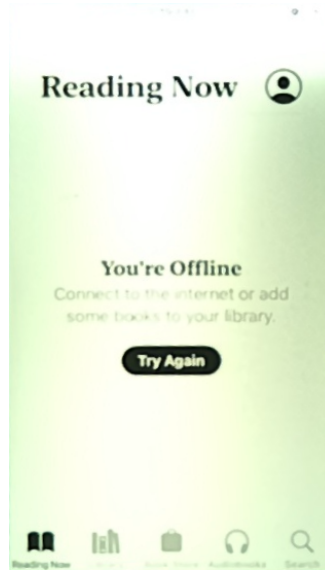 Reading Now
You're Offline
Connect to the internet or add
some books to your library.
Try Again
Reading Now
Library
Book Store
Audiobooks
Search